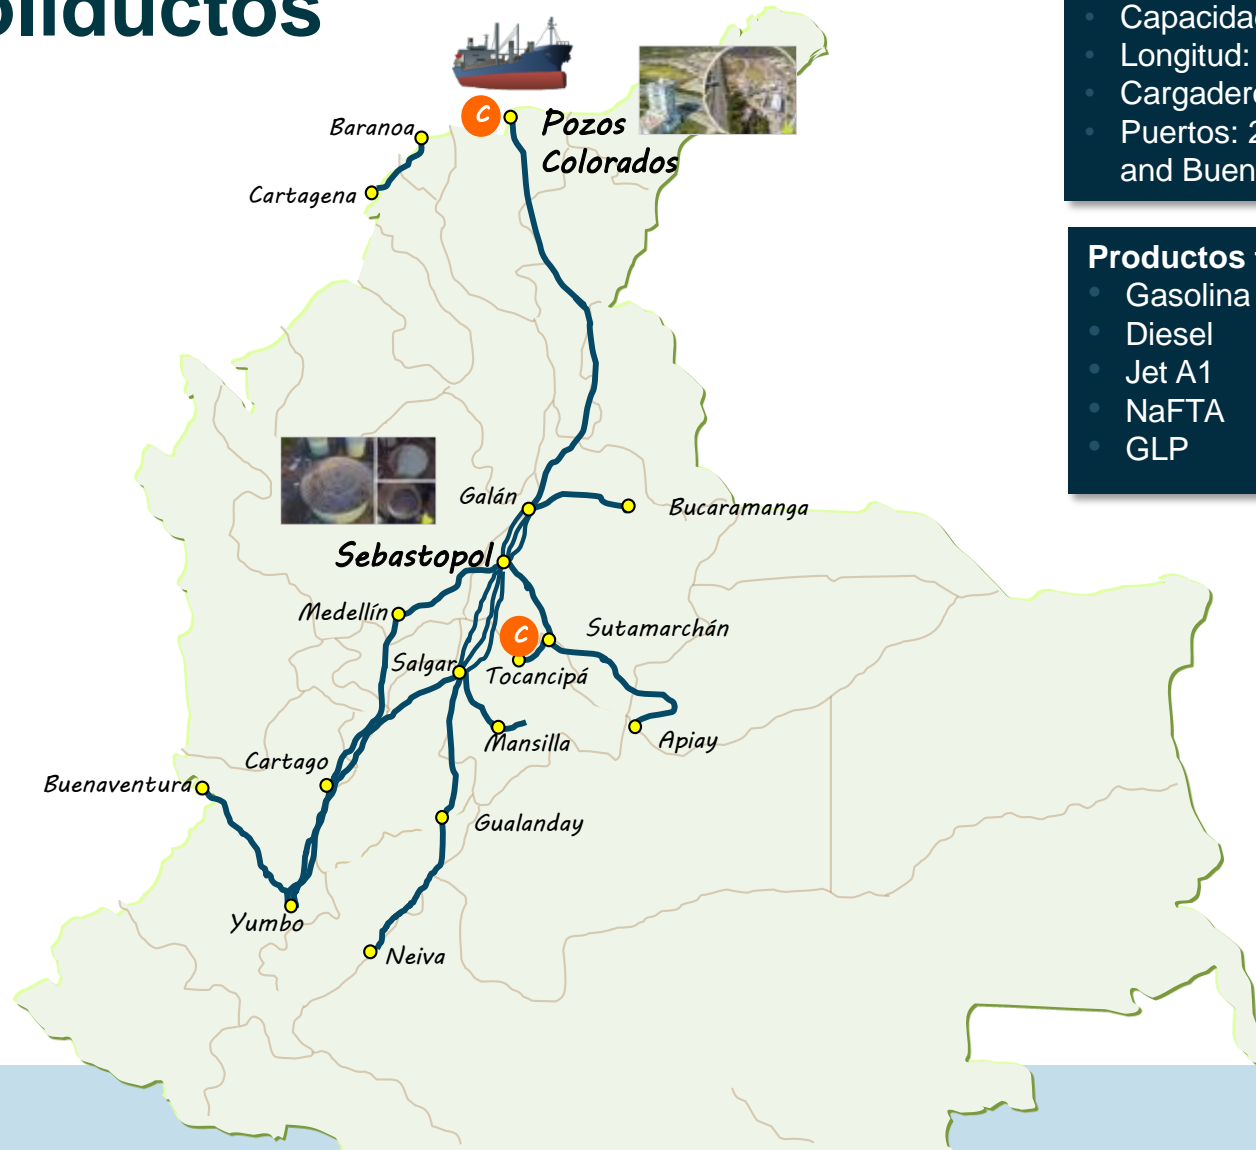 oliductos
Capacida
Longitud:
Cargader
Puertos: 2
and Buen
Productos
Gasolina
Diesel
Jet A1
NaFTA
GLP
C
Pozos
Colorados
Baranoa
Cartagena
Galán
Bucaramanga
Sebastopol
Medellín
C
Sutamarchán
Salgar
Tocancipá
Mansilla
Apiay
Cartago
Buenaventura
Gualanday
Yumbo
Neiva